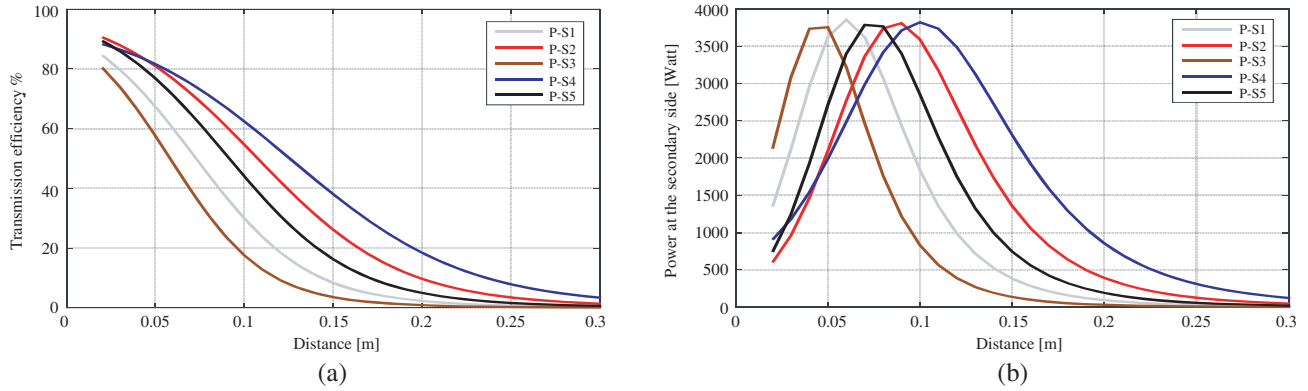 100
80
60
40
20
0
Transmission efficiency, %
0
0.05
0.1
0.15
0.2
0.25
0.3
Distance [m]
P-S1
P-S2
P-S3
P-S4
P-S5
(a)
4000
3500
3000
2500
2000
1500
1000
500
0
Power at the secondary side [Watt]
0
0.05
0.1
0.15
0.2
0.25
0.3
Distance [m]
P-S1
P-S2
P-S3
P-S4
P-S5
(b)